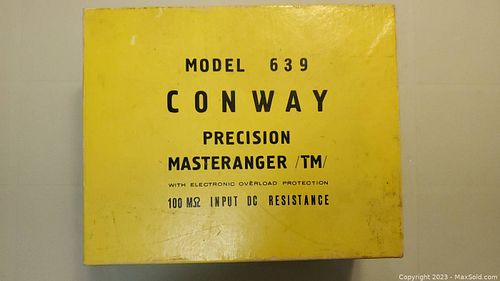 MODEL 639
CONWAY
PRECISION
MASTERANGER /TM/
WITH ELECTRONIC OVERLOAD PROTECTION
100 MΩ INPUT DC RESISTANCE
Copyright 2023 - MaxSold.com